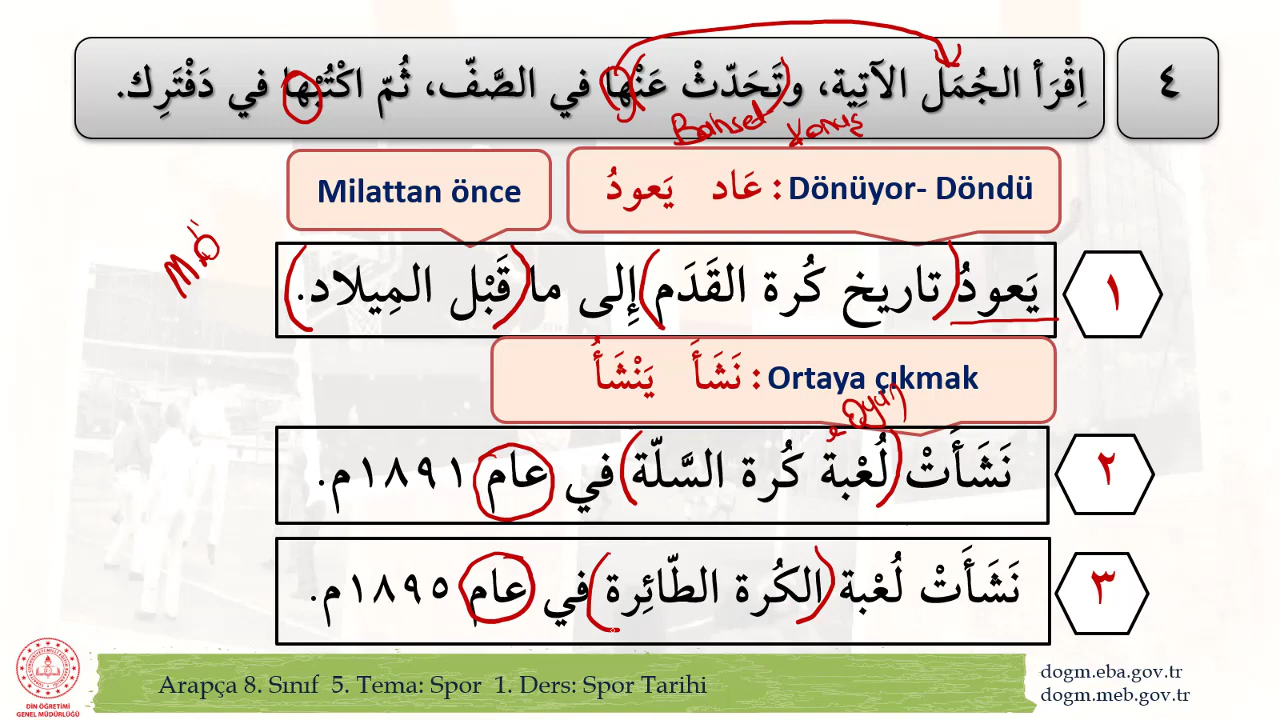 ٤ اِقْرَأ الجُمَل الآتِية، وتَحَدّثْ عَنْها في الصَّفّ، ثُمّ اكْتُبْها في دَفْتَرِك.
Bahset Konuş
Dönüyor- Döndü : عَاد يَعودُ
Milattan önce
M.Ö
١ يَعودُ تاريخ كُرة القَدَم إِلى ما قَبْل المِيلاد.
Ortaya çıkmak : نَشَأَ يَنْشَأُ
Oyun
٢ نَشَأَتْ لُعْبةُ كُرة السَّلّة في عام ١٨٩١م.
٣ نَشَأَتْ لُعْبة الكُرة الطّائِرة في عام ١٨٩٥م.
DİN ÖĞRETİMİ
GENEL MÜDÜRLÜĞÜ
Arapça 8. Sınıf 5. Tema: Spor 1. Ders: Spor Tarihi
dogm.eba.gov.tr
dogm.meb.gov.tr